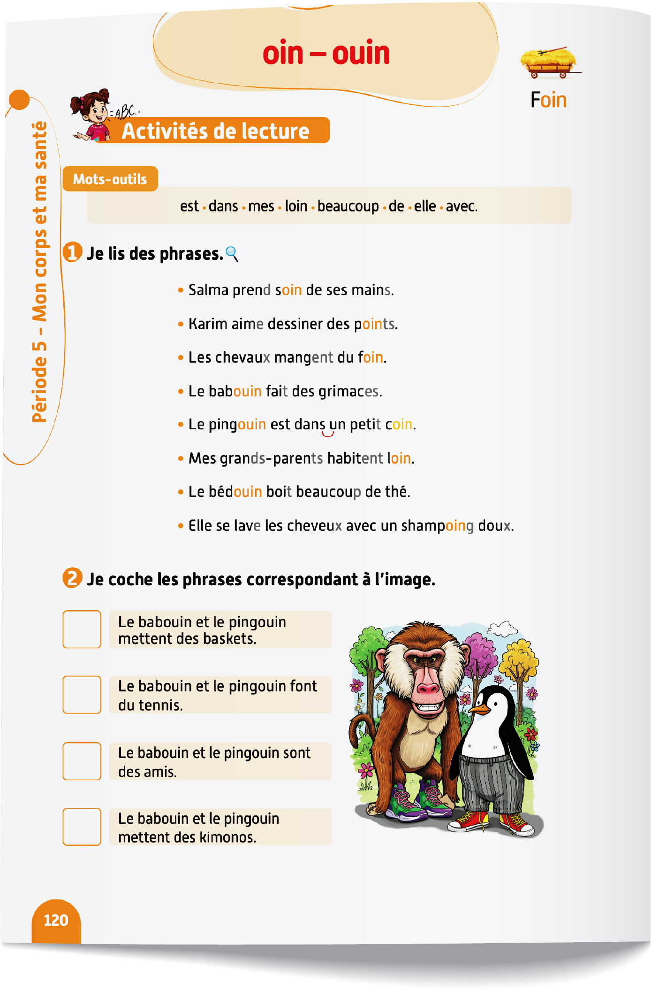 oin – ouin
Foin
A.B.C..
Activités de lecture
Période 5 – Mon corps et ma santé
Mots-outils
est • dans • mes • loin • beaucoup • de • elle • avec.
1 Je lis des phrases.
• Salma prend soin de ses mains.
• Karim aime dessiner des points.
• Les chevaux mangent du foin.
• Le babouin fait des grimaces.
• Le pingouin est dans un petit coin.
• Mes grands-parents habitent loin.
• Le bédouin boit beaucoup de thé.
• Elle se lave les cheveux avec un shampoing doux.
2 Je coche les phrases correspondant à l'image.
Le babouin et le pingouin
mettent des baskets.
Le babouin et le pingouin font
du tennis.
Le babouin et le pingouin sont
des amis.
Le babouin et le pingouin
mettent des kimonos.
120